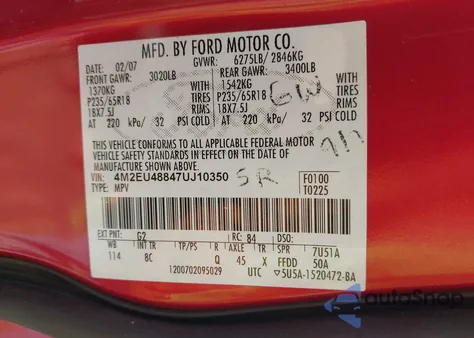 MFD. BY FORD MOTOR CO.
02/07 GVWR: 6275LB/ 2846KG
FRONT GAWR: 3020LB REAR GAWR: 3400LB
1370KG WITH 1542KG WITH
P235/65R18 TIRES P235/65R18 TIRES
18X7.5J RIMS 18X7.5J RIMS
AT 220 kPa/ 32 PSI COLD AT 220 kPa/ 32 PSI COLD
GW
THIS VEHICLE CONFORMS TO ALL APPLICABLE FEDERAL MOTOR
VEHICLE SAFETY STANDARDS IN EFFECT ON THE DATE OF
MANUFACTURE SHOWN ABOVE.
VIN: 4M2EU48847UJ10350 SR F0100
TYPE: MPV T0225
EXT PNT: G2 RC: 84 DSO:
WB INT TR TP/PS R AXLE TR SPR 7U51A
114 8C Q 45 X FFDD 50A
1200702095029 UTC 5U5A-1520472-BA
autoSnap